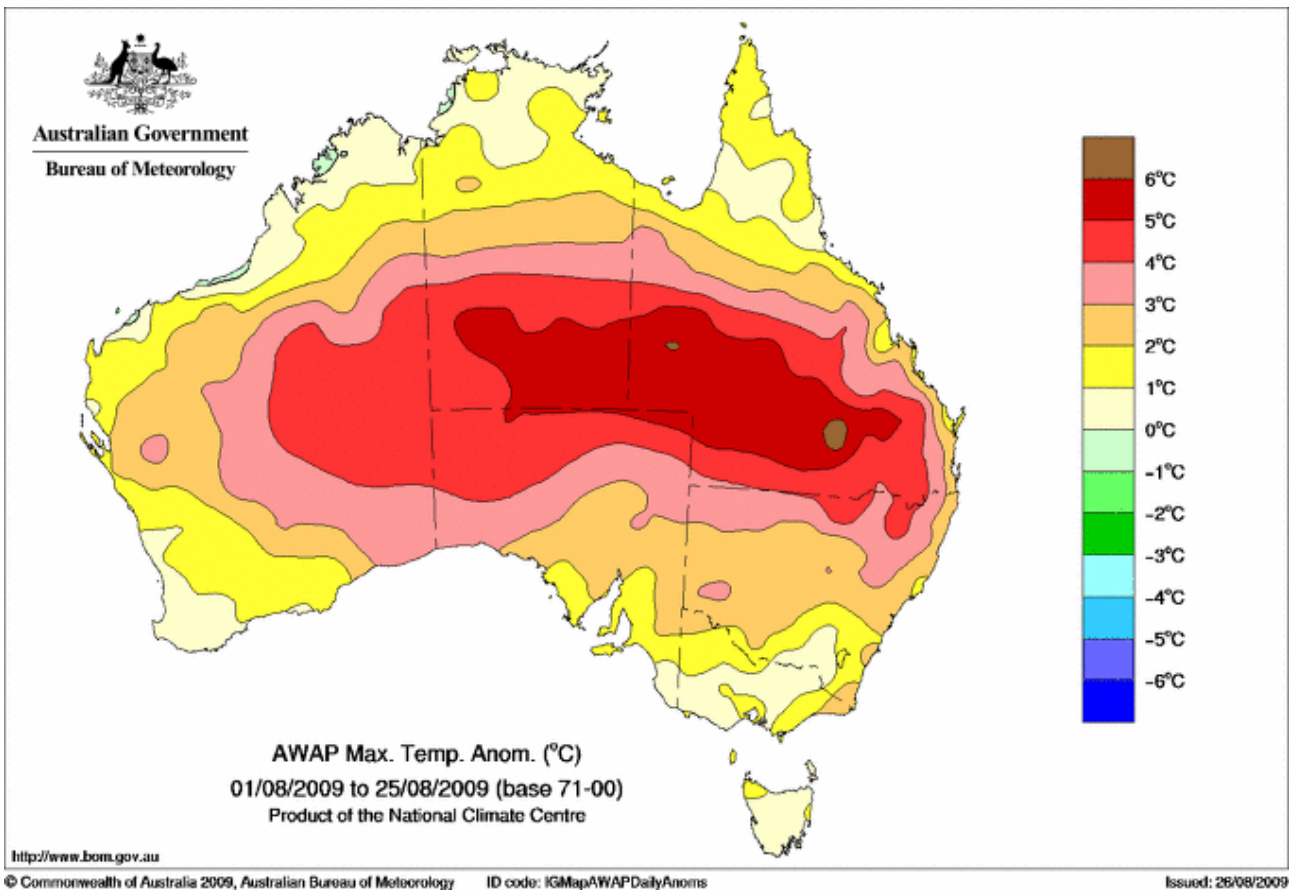 Australian Government
Bureau of Meteorology
6°C
5°C
4°C
3°C
2°C
1°C
0°C
-1°C
-2°C
-3°C
-4°C
-5°C
-6°C
AWAP Max. Temp. Anom. (°C)
01/08/2009 to 25/08/2009 (base 71-00)
Product of the National Climate Centre
http://www.bom.gov.au
© Commonwealth of Australia 2009, Australian Bureau of Meteorology ID code: IGMapAWAPDailyAnoms Issued: 26/08/2009